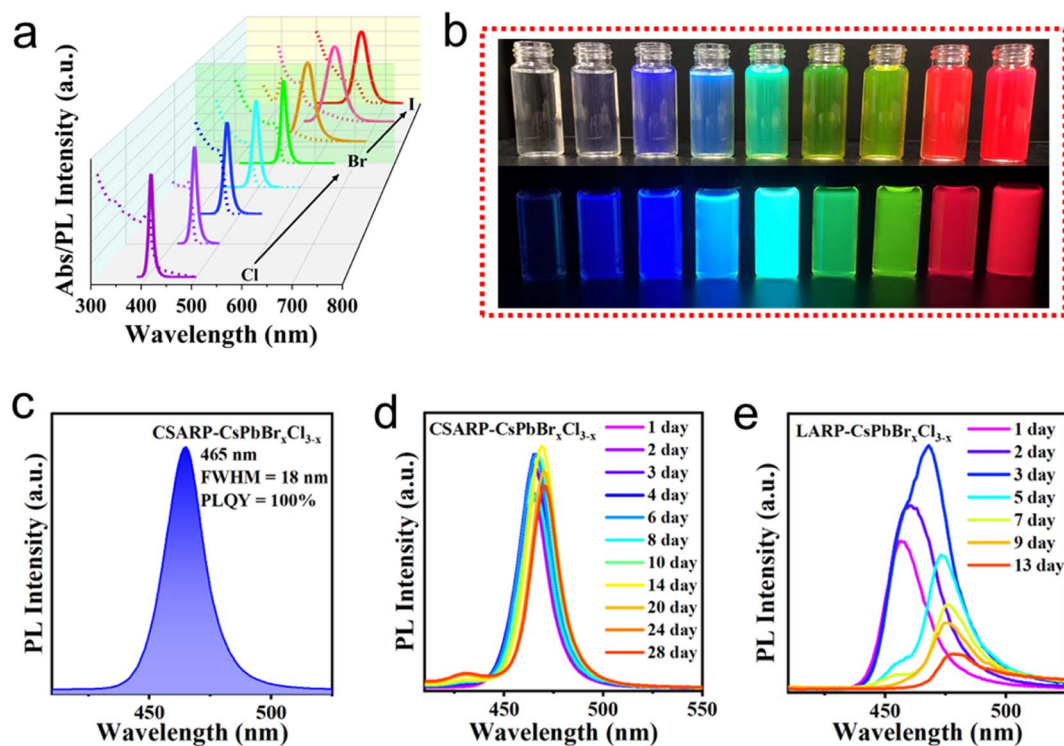 a
Abs/PL Intensity (a.u.)
I
Br
Cl
300 400 500 600 700 800
Wavelength (nm)
b
c
CSARP-CsPbBrₓCl₃₋ₓ
465 nm
FWHM = 18 nm
PLQY = 100%
PL Intensity (a.u.)
450 500
Wavelength (nm)
d
CSARP-CsPbBrₓCl₃₋ₓ
1 day
2 day
3 day
4 day
6 day
8 day
10 day
14 day
20 day
24 day
28 day
PL Intensity (a.u.)
450 500 550
Wavelength (nm)
e
LARP-CsPbBrₓCl₃₋ₓ
1 day
2 day
3 day
5 day
7 day
9 day
13 day
PL Intensity (a.u.)
450 500
Wavelength (nm)